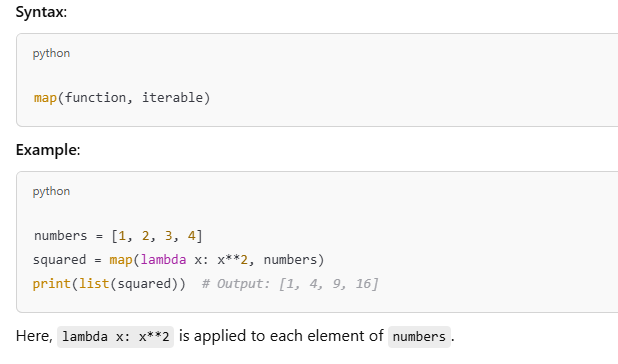 Syntax:
python
map(function, iterable)
Example:
python
numbers = [1, 2, 3, 4]
squared = map(lambda x: x**2, numbers)
print(list(squared))  # Output: [1, 4, 9, 16]
Here, lambda x: x**2 is applied to each element of numbers.